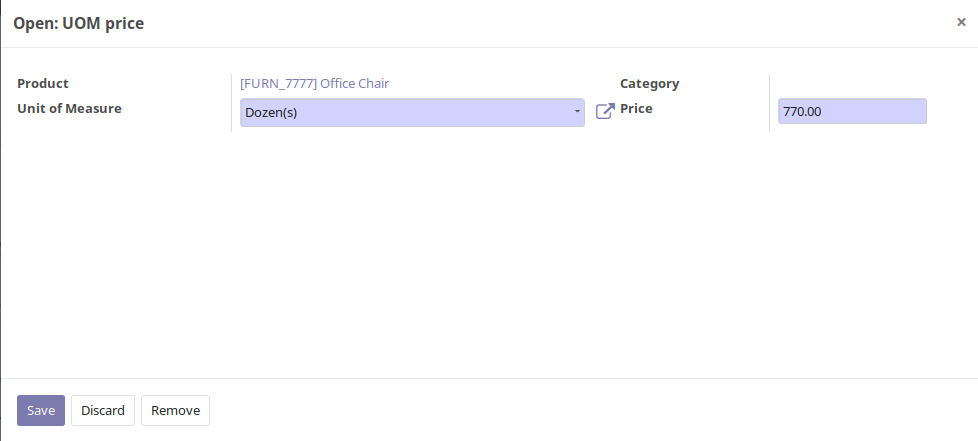 Open: UOM price ×
Product [FURN_7777] Office Chair Category
Unit of Measure Dozen(s) Price 770.00
Save Discard Remove